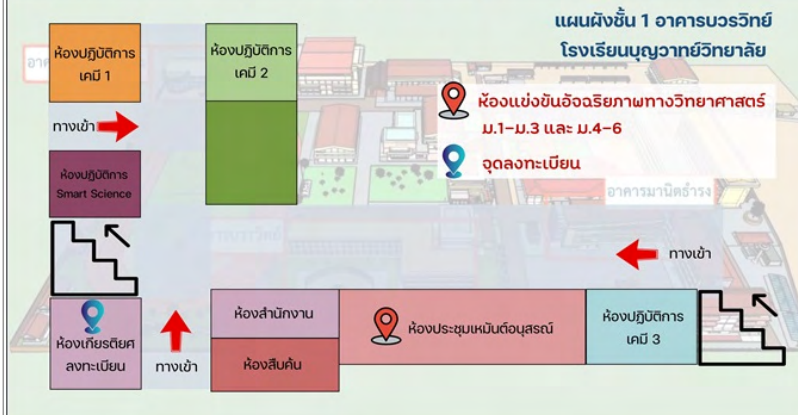 แผนผังชั้น 1 อาคารบวรวิทย์
โรงเรียนบุญวาทย์วิทยาลัย
ห้องปฏิบัติการ
เคมี 1
ห้องปฏิบัติการ
เคมี 2
ห้องแข่งขันอัจฉริยภาพทางวิทยาศาสตร์
ม.1-ม.3 และ ม.4-6
จุดลงทะเบียน
ทางเข้า
ห้องปฏิบัติการ
Smart Science
อาคารมานิตธำรง
ทางเข้า
ห้องเกียรติยศ
ลงทะเบียน
ทางเข้า
ห้องสำนักงาน
ห้องสืบค้น
ห้องประชุมเหมันต์อนุสรณ์
ห้องปฏิบัติการ
เคมี 3